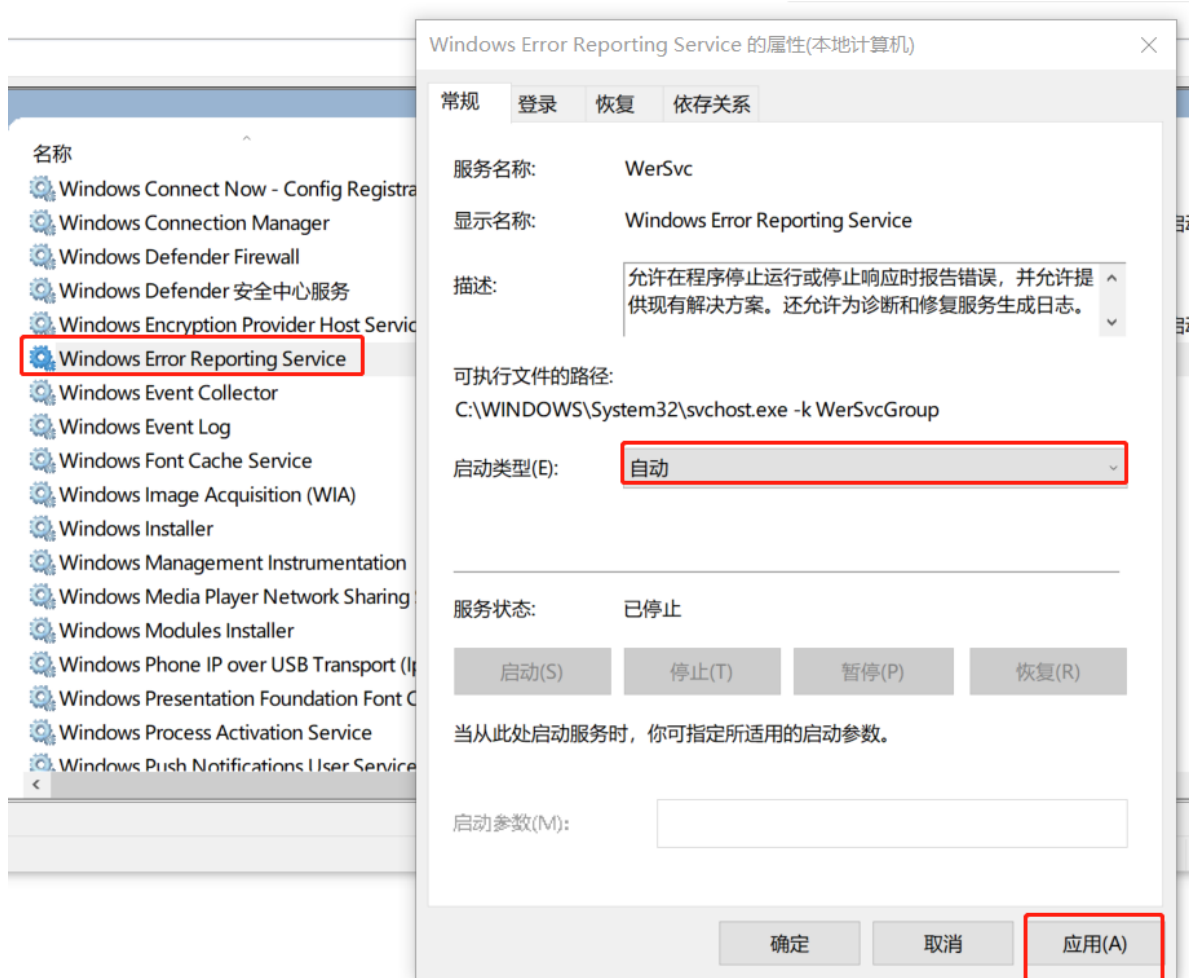 Windows Error Reporting Service 的属性(本地计算机)
常规 登录 恢复 依存关系
名称
Windows Connect Now - Config Registra
Windows Connection Manager
Windows Defender Firewall
Windows Defender 安全中心服务
Windows Encryption Provider Host Servic
Windows Error Reporting Service
Windows Event Collector
Windows Event Log
Windows Font Cache Service
Windows Image Acquisition (WIA)
Windows Installer
Windows Management Instrumentation
Windows Media Player Network Sharing
Windows Modules Installer
Windows Phone IP over USB Transport (Ip
Windows Presentation Foundation Font C
Windows Process Activation Service
Windows Push Notifications User Service
服务名称: WerSvc
显示名称: Windows Error Reporting Service
描述: 允许在程序停止运行或停止响应时报告错误，并允许提
供现有解决方案。还允许为诊断和修复服务生成日志。
可执行文件的路径:
C:\WINDOWS\System32\svchost.exe -k WerSvcGroup
启动类型(E): 自动
服务状态: 已停止
启动(S) 停止(T) 暂停(P) 恢复(R)
当从此处启动服务时，你可指定所适用的启动参数。
启动参数(M):
确定 取消 应用(A)